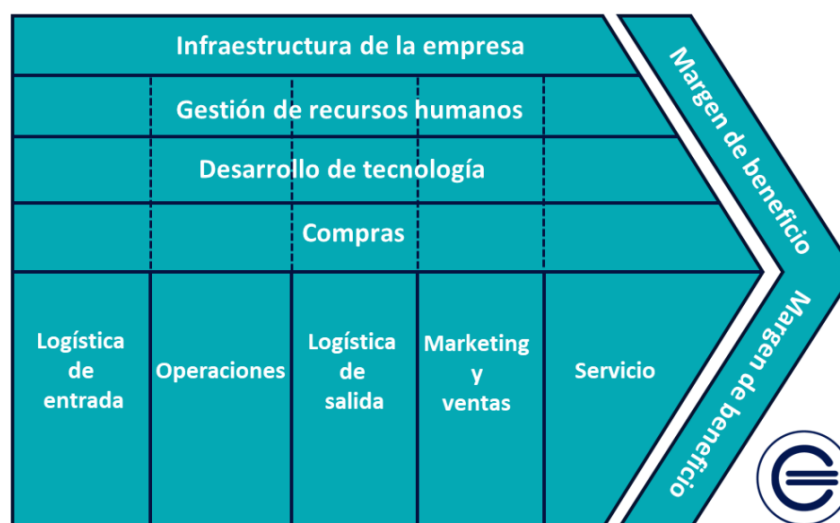 Infraestructura de la empresa
Gestión de recursos humanos
Desarrollo de tecnología
Compras
Logística
de
entrada
Operaciones
Logística
de
salida
Marketing
y
ventas
Servicio
Margen de beneficio
Margen de beneficio